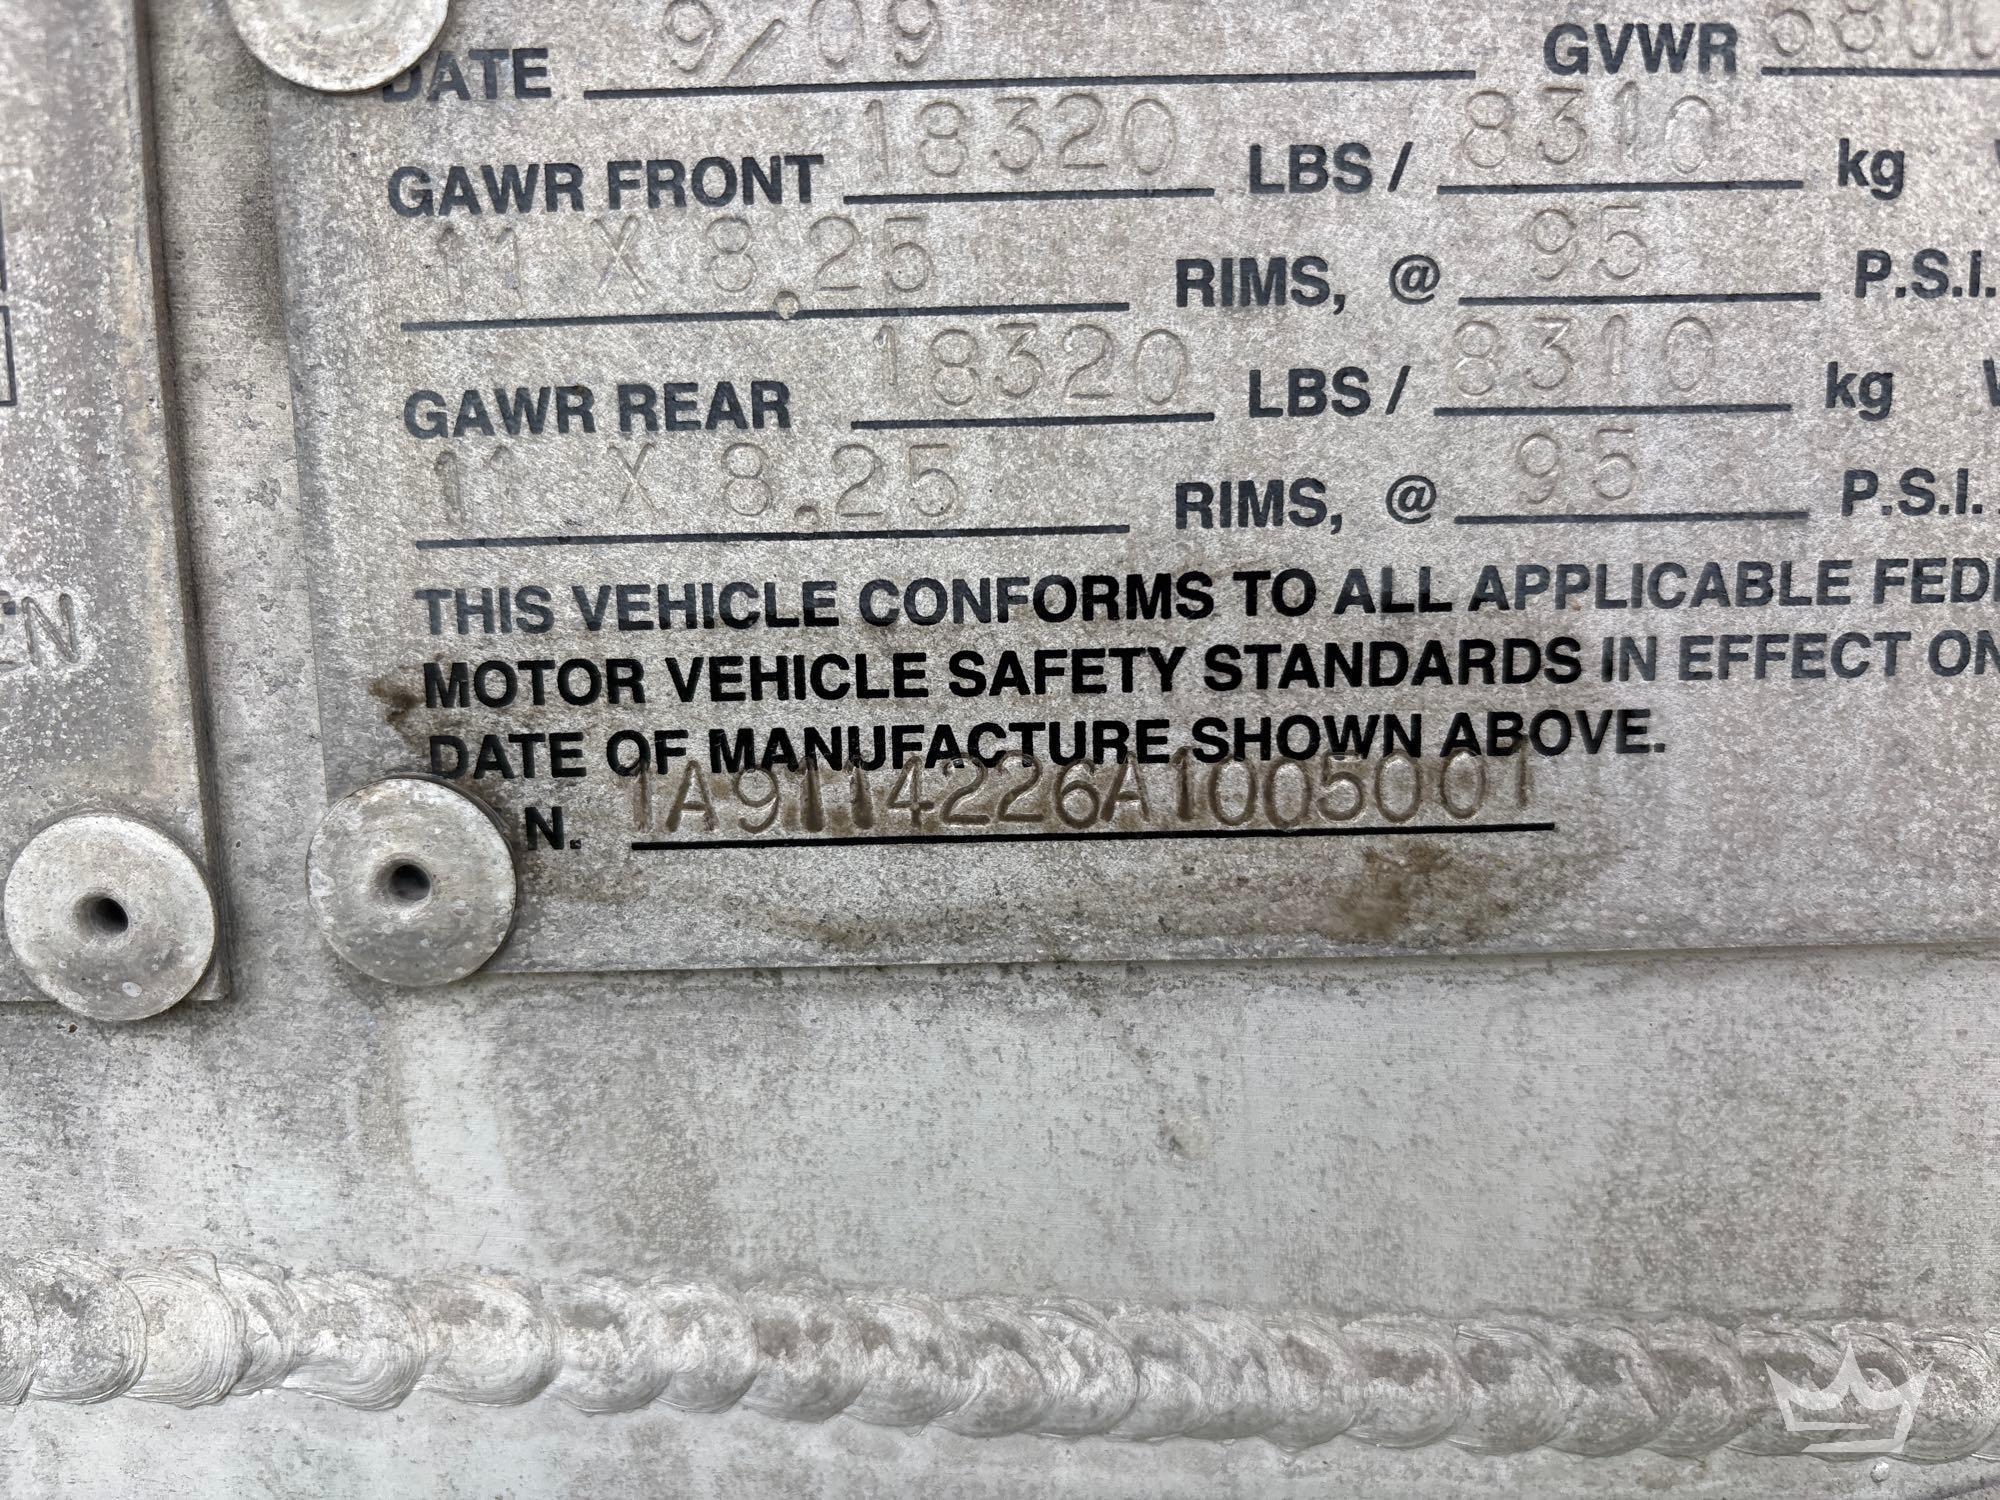 DATE 9/09 GVWR 6800
GAWR FRONT 18320 LBS / 8310 kg
11 X 8.25 RIMS, @ 95 P.S.I.
GAWR REAR 18320 LBS / 8310 kg
11 X 8.25 RIMS, @ 95 P.S.I.
THIS VEHICLE CONFORMS TO ALL APPLICABLE FEDE
MOTOR VEHICLE SAFETY STANDARDS IN EFFECT ON
DATE OF MANUFACTURE SHOWN ABOVE.
N. 1A9114226A1005001